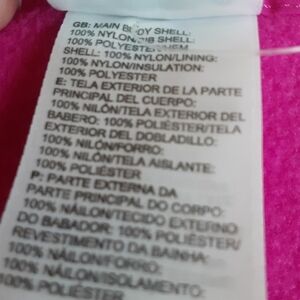 GB: MAIN BODY SHELL:
100% NYLON/BIB SHELL:
100% POLYESTER/HEM
SHELL: 100% NYLON/LINING:
100% NYLON/INSULATION:
100% POLYESTER
E: TELA EXTERIOR DE LA PARTE
PRINCIPAL DEL CUERPO:
100% NILÓN/TELA EXTERIOR DEL
BABERO: 100% POLIÉSTER/TELA
EXTERIOR DEL DOBLADILLO:
100% NILÓN/FORRO:
100% NILÓN/TELA AISLANTE:
100% POLIÉSTER
P: PARTE EXTERNA DA
PARTE PRINCIPAL DO CORPO:
100% NÁILON/TECIDO EXTERNO
DO BABADOR: 100% POLIÉSTER/
REVESTIMENTO DA BAINHA:
100% NÁILON/FORRO:
100% NÁILON/ISOLAMENTO:
100% POLIÉSTER